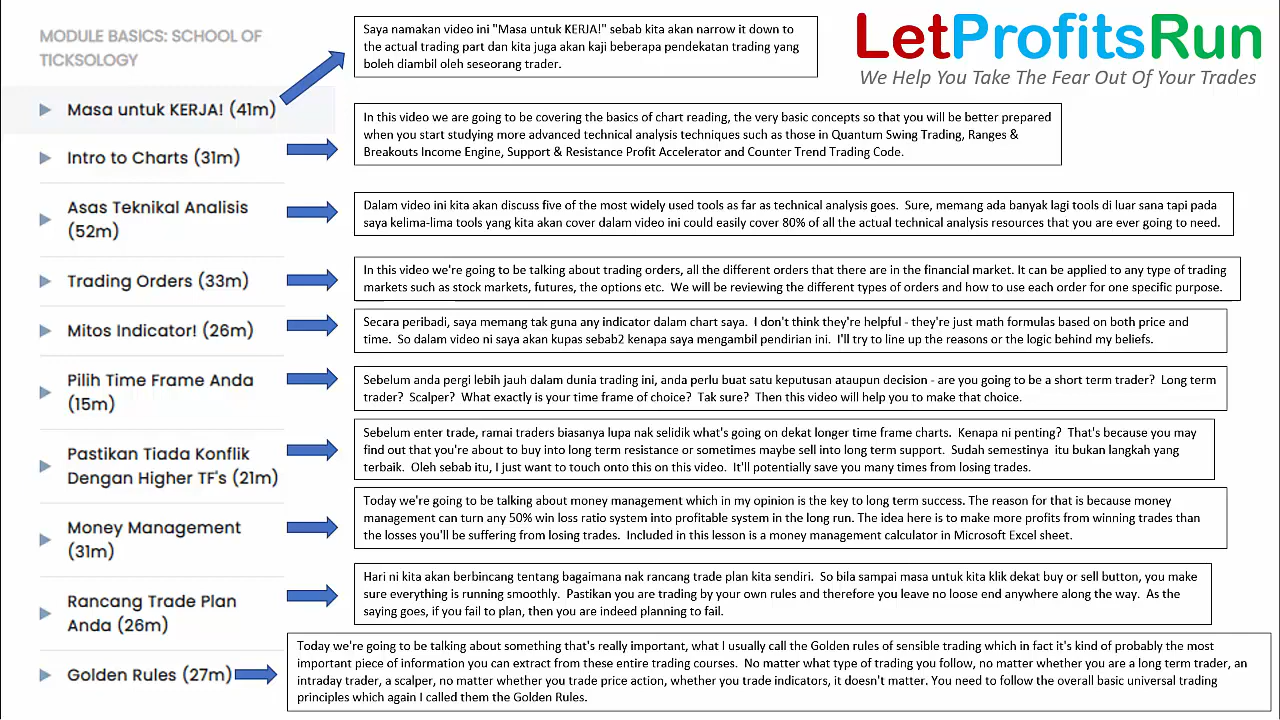 MODULE BASICS: SCHOOL OF
TICKSOLOGY
LetProfitsRun
We Help You Take The Fear Out Of Your Trades
Masa untuk KERJA! (41m)
Saya namakan video ini "Masa untuk KERJA!" sebab kita akan narrow it down to
the actual trading part dan kita juga akan kaji beberapa pendekatan trading yang
boleh diambil oleh seseorang trader.
Intro to Charts (31m)
In this video we are going to be covering the basics of chart reading, the very basic concepts so that you will be better prepared
when you start studying more advanced technical analysis techniques such as those in Quantum Swing Trading, Ranges &
Breakouts Income Engine, Support & Resistance Profit Accelerator and Counter Trend Trading Code.
Asas Teknikal Analisis
(52m)
Dalam video ini kita akan discuss five of the most widely used tools as far as technical analysis goes.  Sure, memang ada banyak lagi tools di luar sana tapi pada
saya kelima-lima tools yang kita akan cover dalam video ini could easily cover 80% of all the actual technical analysis resources that you are ever going to need.
Trading Orders (33m)
In this video we're going to be talking about trading orders, all the different orders that there are in the financial market. It can be applied to any type of trading
markets such as stock markets, futures, the options etc.  We will be reviewing the different types of orders and how to use each order for one specific purpose.
Mitos Indicator! (26m)
Secara peribadi, saya memang tak guna any indicator dalam chart saya.  I don't think they're helpful - they're just math formulas based on both price and
time.  So dalam video ni saya akan kupas sebab2 kenapa saya mengambil pendirian ini.  I'll try to line up the reasons or the logic behind my beliefs.
Pilih Time Frame Anda
(15m)
Sebelum anda pergi lebih jauh dalam dunia trading ini, anda perlu buat satu keputusan ataupun decision - are you going to be a short term trader?  Long term
trader?  Scalper?  What exactly is your time frame of choice?  Tak sure?  Then this video will help you to make that choice.
Pastikan Tiada Konflik
Dengan Higher TF's (21m)
Sebelum enter trade, ramai traders biasanya lupa nak selidik what's going on dekat longer time frame charts.  Kenapa ni penting?  That's because you may
find out that you're about to buy into long term resistance or sometimes maybe sell into long term support.  Sudah semestinya  itu bukan langkah yang
terbaik.  Oleh sebab itu, I just want to touch onto this on this video.  It'll potentially save you many times from losing trades.
Money Management
(31m)
Today we're going to be talking about money management which in my opinion is the key to long term success. The reason for that is because money
management can turn any 50% win loss ratio system into profitable system in the long run. The idea here is to make more profits from winning trades than
the losses you'll be suffering from losing trades.  Included in this lesson is a money management calculator in Microsoft Excel sheet.
Rancang Trade Plan
Anda (26m)
Hari ni kita akan berbincang tentang bagaimana nak rancang trade plan kita sendiri.  So bila sampai masa untuk kita klik dekat buy or sell button, you make
sure everything is running smoothly.  Pastikan you are trading by your own rules and therefore you leave no loose end anywhere along the way.  As the
saying goes, if you fail to plan, then you are indeed planning to fail.
Golden Rules (27m)
Today we're going to be talking about something that's really important, what I usually call the Golden rules of sensible trading which in fact it's kind of probably the most
important piece of information you can extract from these entire trading courses.  No matter what type of trading you follow, no matter whether you are a long term trader, an
intraday trader, a scalper, no matter whether you trade price action, whether you trade indicators, it doesn't matter. You need to follow the overall basic universal trading
principles which again I called them the Golden Rules.